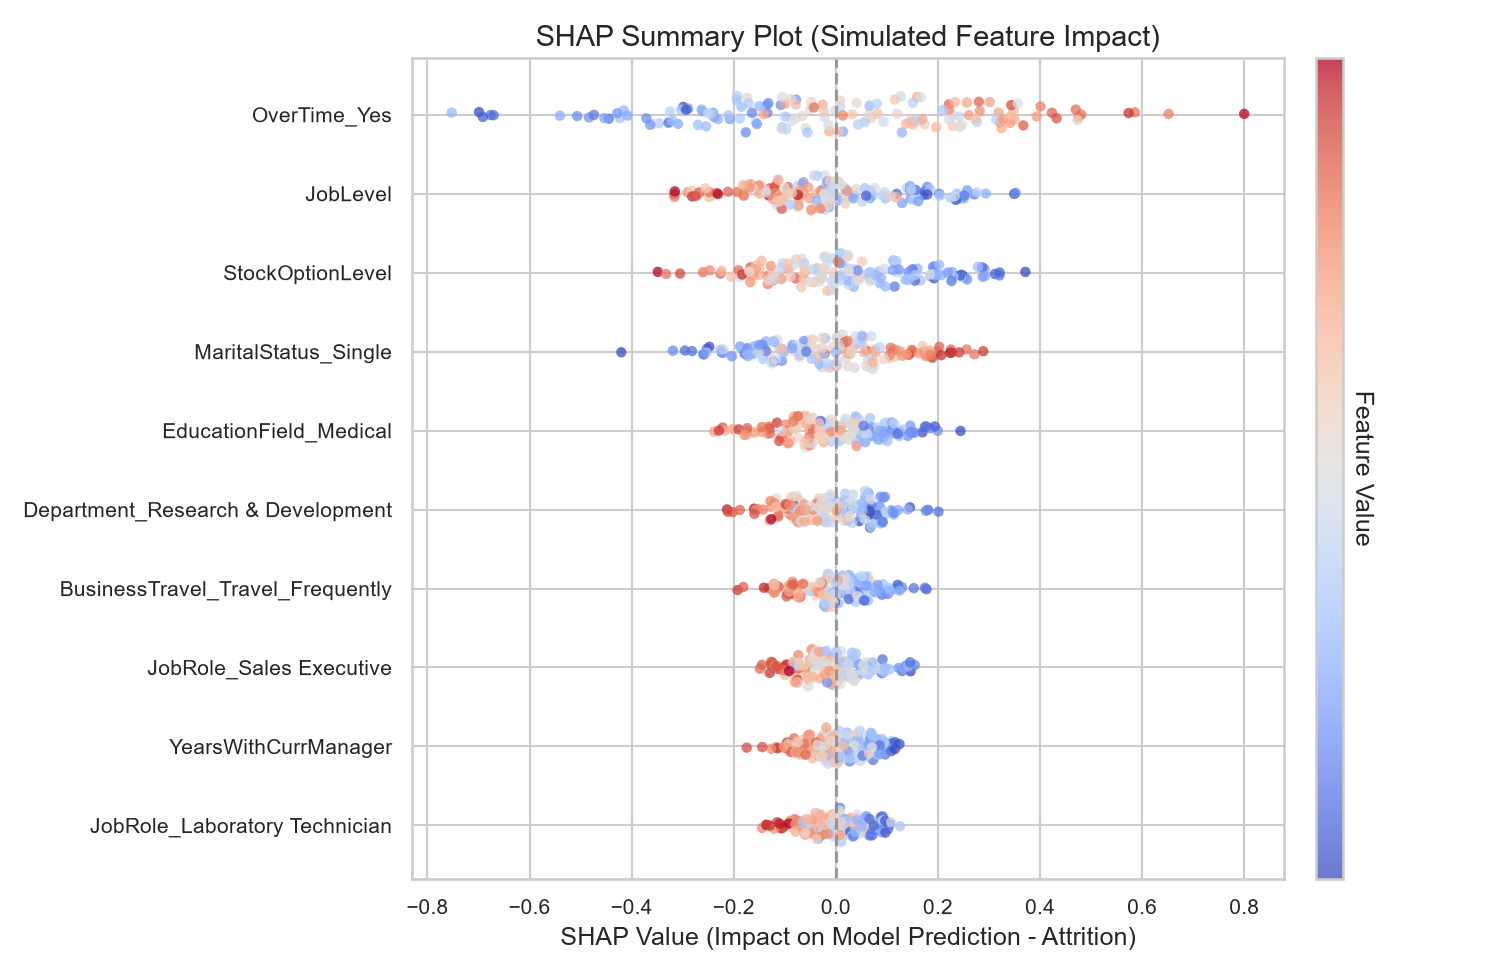 SHAP Summary Plot (Simulated Feature Impact)
OverTime_Yes
JobLevel
StockOptionLevel
MaritalStatus_Single
EducationField_Medical
Department_Research & Development
BusinessTravel_Travel_Frequently
JobRole_Sales Executive
YearsWithCurrManager
JobRole_Laboratory Technician
−0.8 −0.6 −0.4 −0.2 0.0 0.2 0.4 0.6 0.8
SHAP Value (Impact on Model Prediction - Attrition)
Feature Value